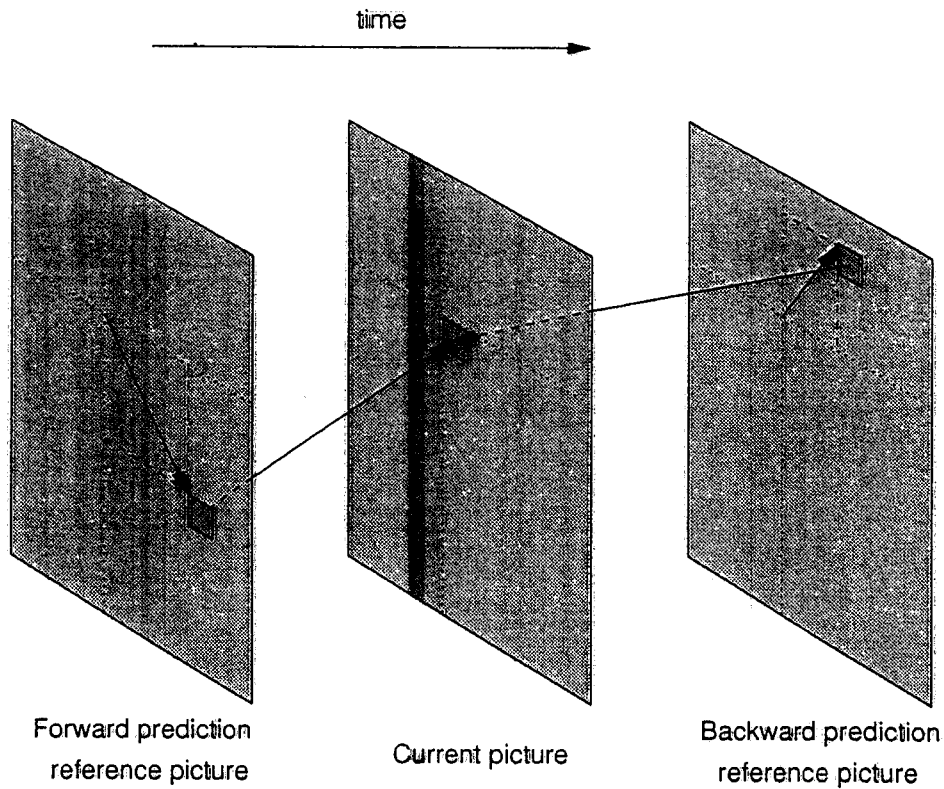 time
Forward prediction
reference picture
Current picture
Backward prediction
reference picture